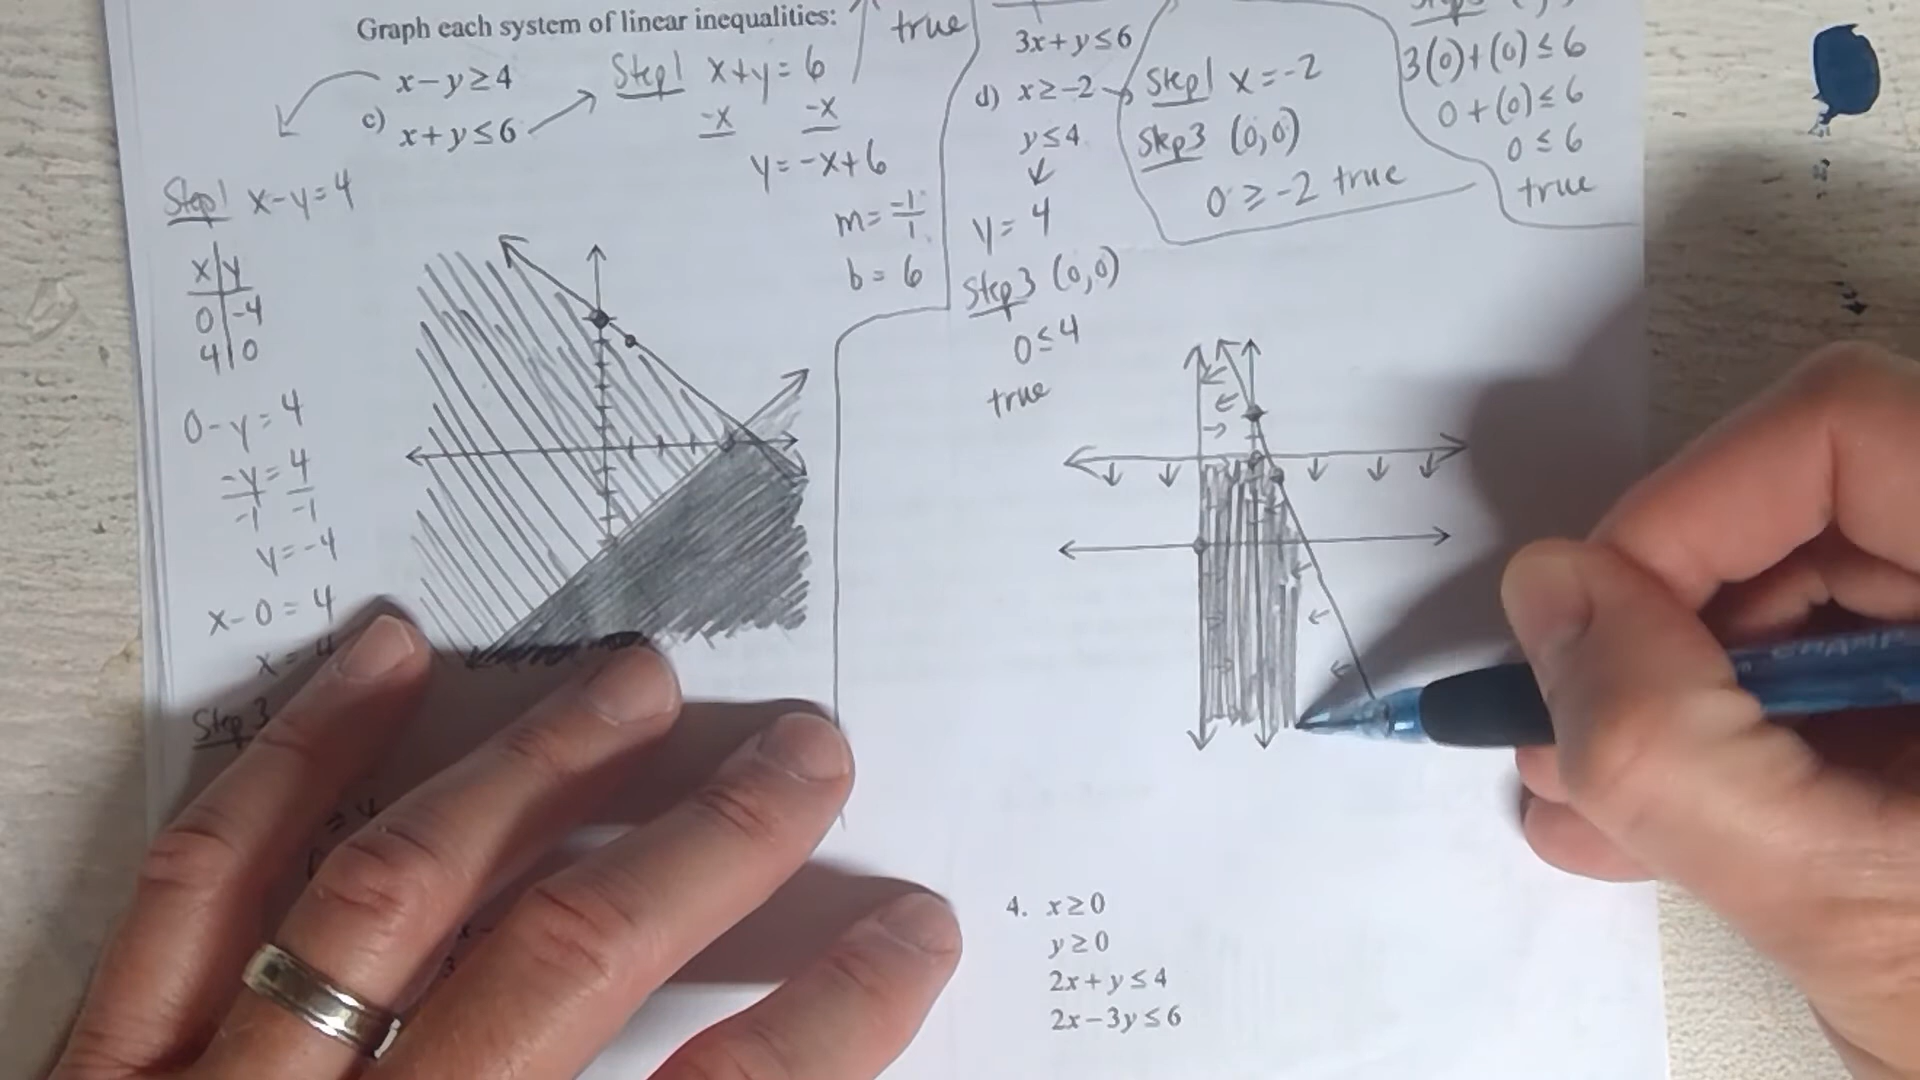 Graph each system of linear inequalities:
x − y ≥ 4
c) x + y ≤ 6
Step 1 x+y = 6
-x -x
y = -x+6
m = -1/1
b = 6
true
Step 1 x-y=4
x|y
0|-4
4|0
0-y = 4
-y = 4
-1 -1
y = -4
x-0 = 4
x = 4
Step 3
3x + y ≤ 6
d) x ≥ −2
y ≤ 4
y = 4
Step 3 (0,0)
0 ≤ 4
true
Step 1 x = -2
Step 3 (0,0)
0 ≥ -2 true
3(0)+(0) ≤ 6
0 + (0) ≤ 6
0 ≤ 6
true
4. x ≥ 0
y ≥ 0
2x + y ≤ 4
2x − 3y ≤ 6